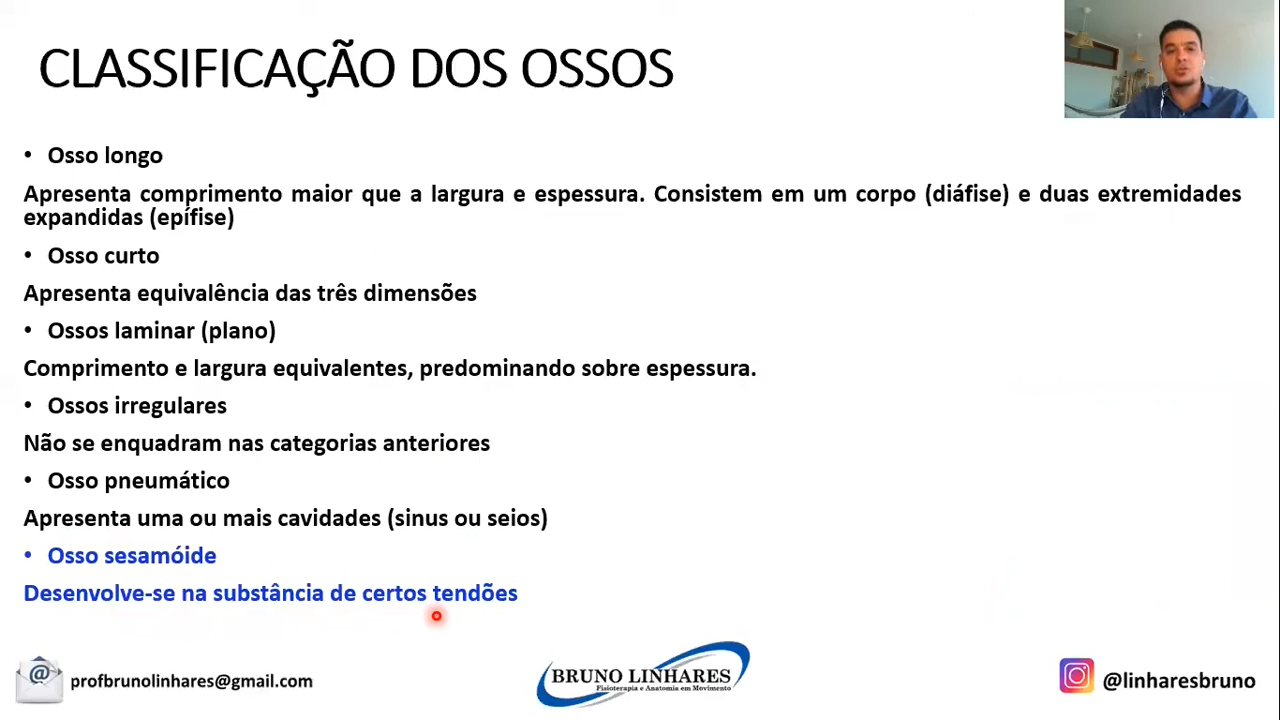 CLASSIFICAÇÃO DOS OSSOS
• Osso longo
Apresenta comprimento maior que a largura e espessura. Consistem em um corpo (diáfise) e duas extremidades
expandidas (epífise)
• Osso curto
Apresenta equivalência das três dimensões
• Ossos laminar (plano)
Comprimento e largura equivalentes, predominando sobre espessura.
• Ossos irregulares
Não se enquadram nas categorias anteriores
• Osso pneumático
Apresenta uma ou mais cavidades (sinus ou seios)
• Osso sesamóide
Desenvolve-se na substância de certos tendões
@ profbrunolinhares@gmail.com
BRUNO LINHARES
Fisioterapia e Anatomia em Movimento
@linharesbruno